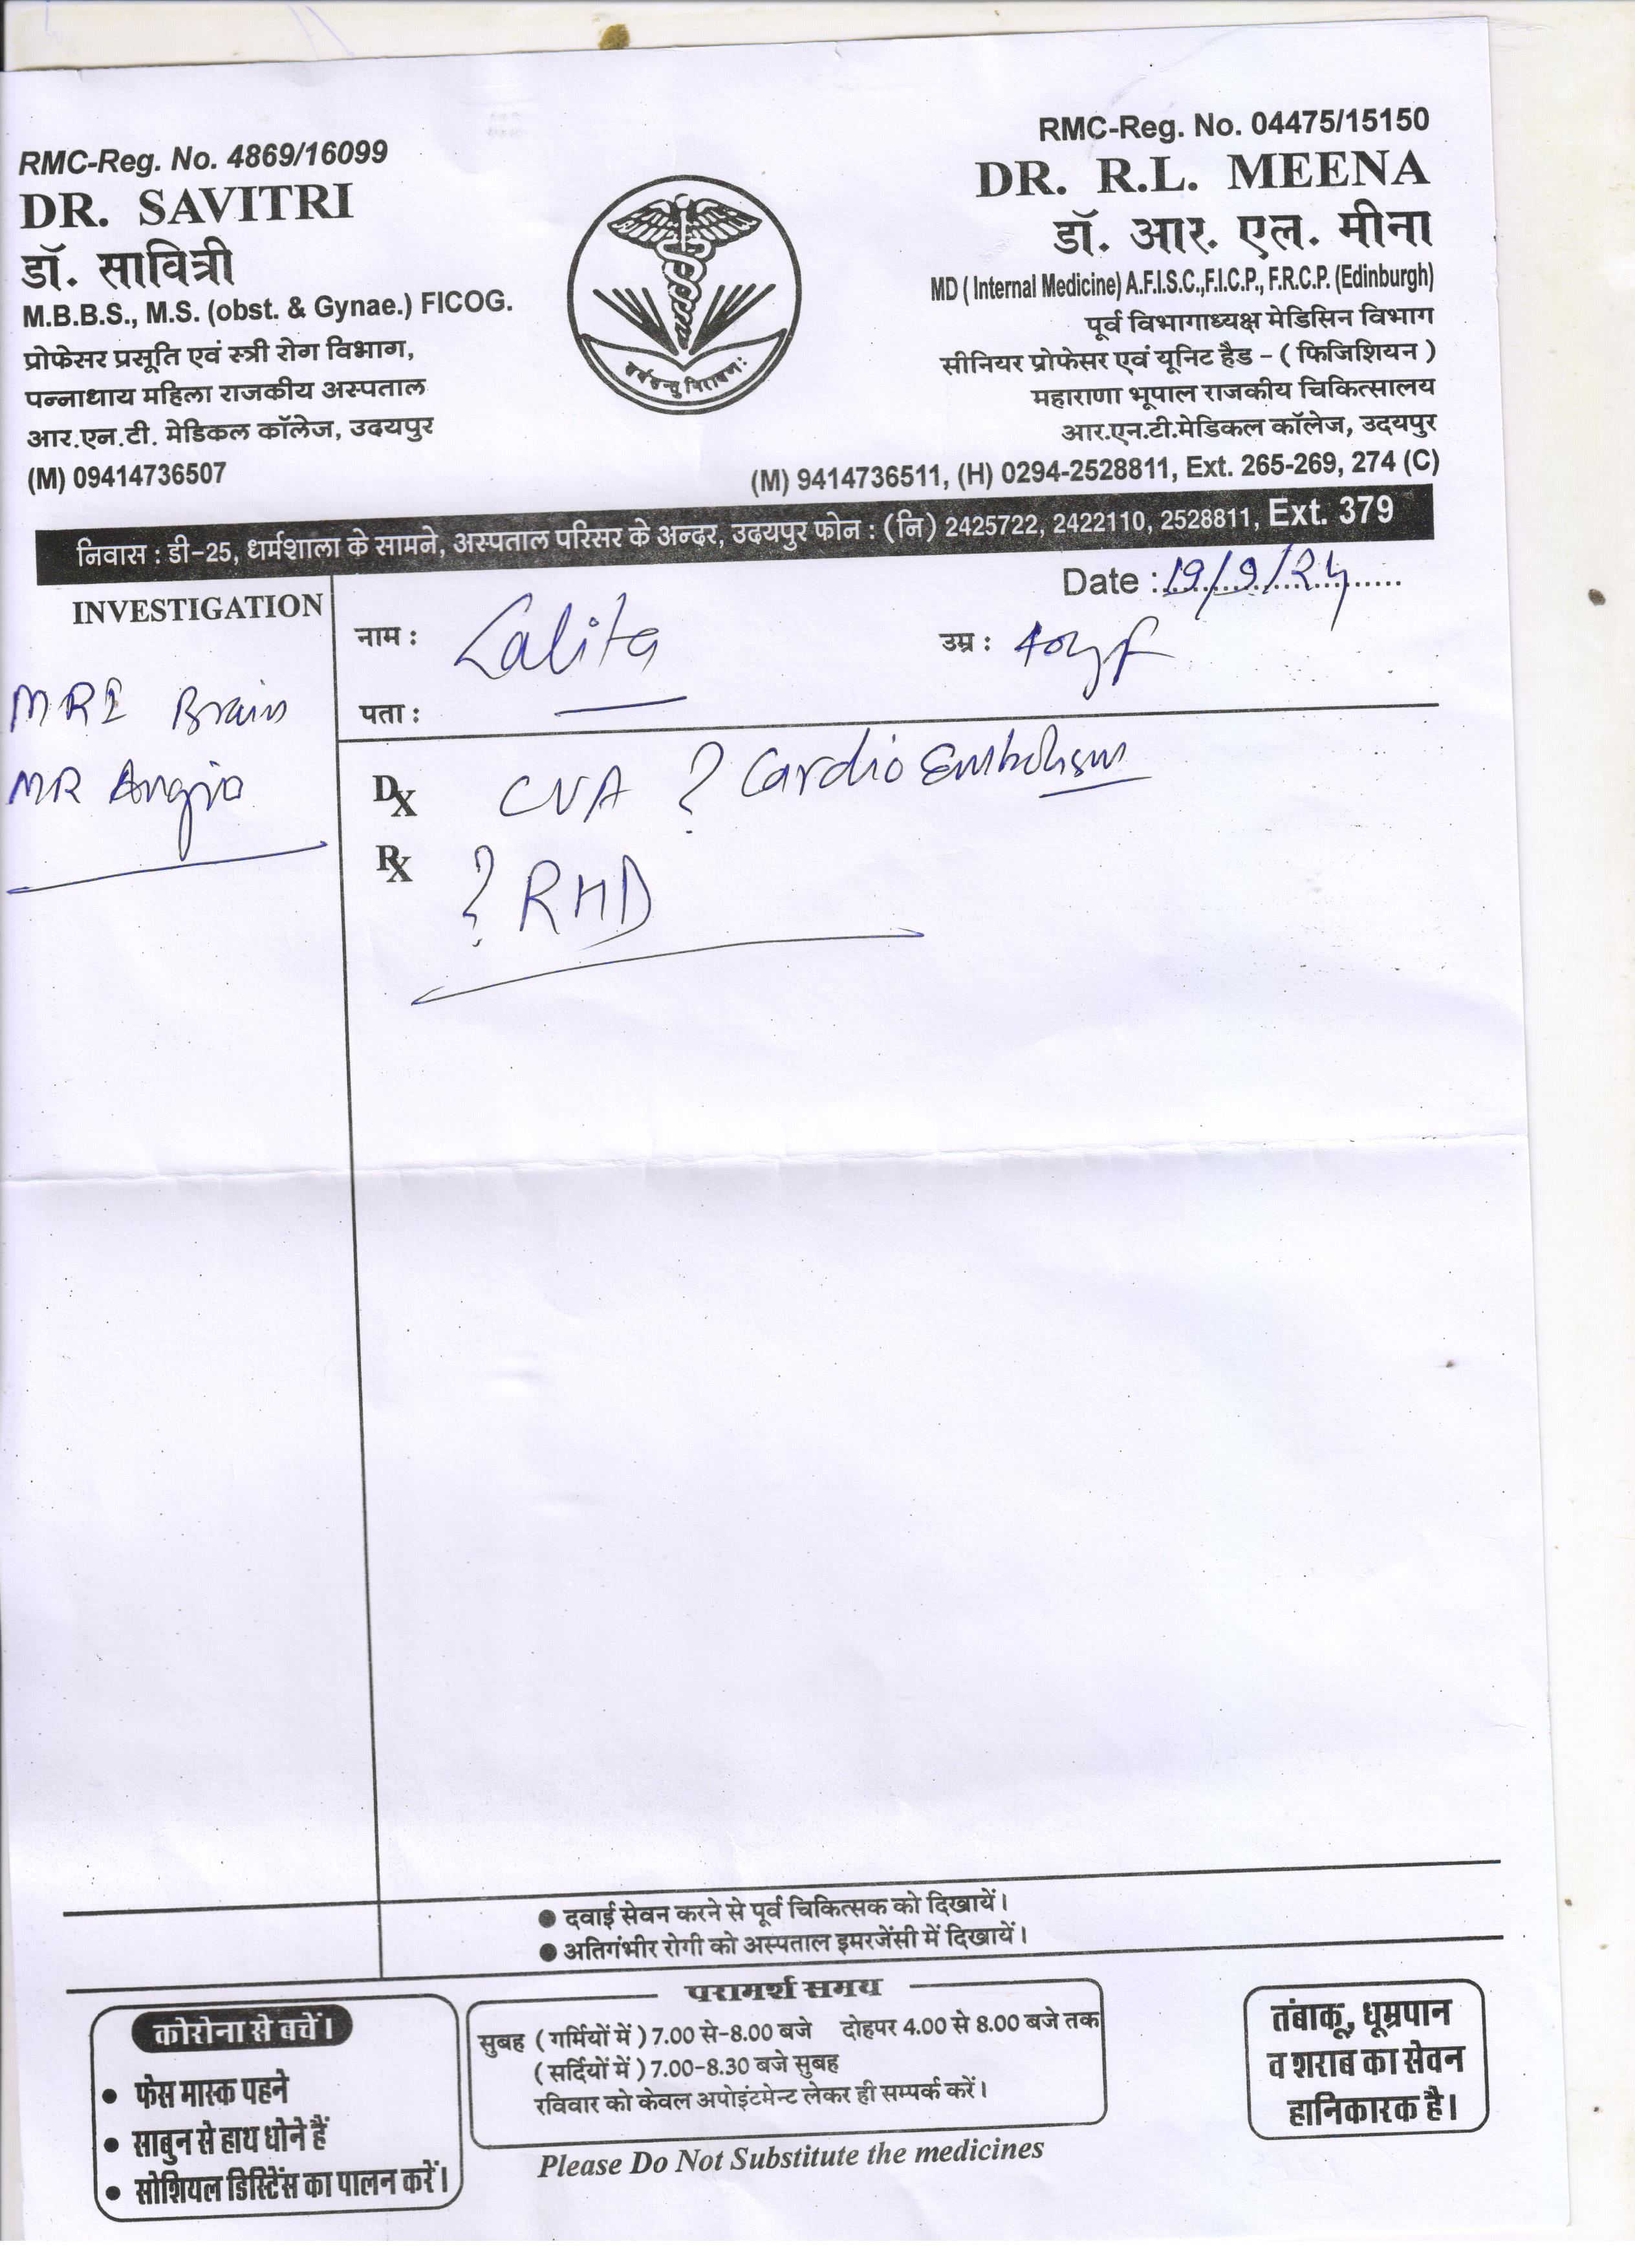 RMC-Reg. No. 4869/16099
DR. SAVITRI
डॉ. सावित्री
M.B.B.S., M.S. (obst. & Gynae.) FICOG.
प्रोफेसर प्रसूति एवं स्त्री रोग विभाग,
पन्नाधाय महिला राजकीय अस्पताल
आर.एन.टी. मेडिकल कॉलेज, उदयपुर
(M) 09414736507
RMC-Reg. No. 04475/15150
DR. R.L. MEENA
डॉ. आर. एल. मीना
MD ( Internal Medicine) A.F.I.S.C.,F.I.C.P., F.R.C.P. (Edinburgh)
पूर्व विभागाध्यक्ष मेडिसिन विभाग
सीनियर प्रोफेसर एवं यूनिट हैड - ( फिजिशियन )
महाराणा भूपाल राजकीय चिकित्सालय
आर.एन.टी.मेडिकल कॉलेज, उदयपुर
(M) 9414736511, (H) 0294-2528811, Ext. 265-269, 274 (C)
निवास : डी-25, धर्मशाला के सामने, अस्पताल परिसर के अन्दर, उदयपुर फोन : (नि) 2425722, 2422110, 2528811, Ext. 379
Date : 19/9/24
INVESTIGATION
MRI Brain
MR Angio
नाम : Lalita उम्र : 40y F
पता :
Dx CVA ? Cardio Embolism
Rx ? RHD
● दवाई सेवन करने से पूर्व चिकित्सक को दिखायें।
● अतिगंभीर रोगी को अस्पताल इमरजेंसी में दिखायें।
कोरोना से बचें।
• फेस मास्क पहने
• साबुन से हाथ धोने हैं
• सोशियल डिस्टिेंस का पालन करें।
परामर्श समय
सुबह ( गर्मियों में ) 7.00 से-8.00 बजे दोहपर 4.00 से 8.00 बजे तक
( सर्दियों में ) 7.00-8.30 बजे सुबह
रविवार को केवल अपोइंटमेन्ट लेकर ही सम्पर्क करें।
Please Do Not Substitute the medicines
तंबाकू, धूम्रपान
व शराब का सेवन
हानिकारक है।